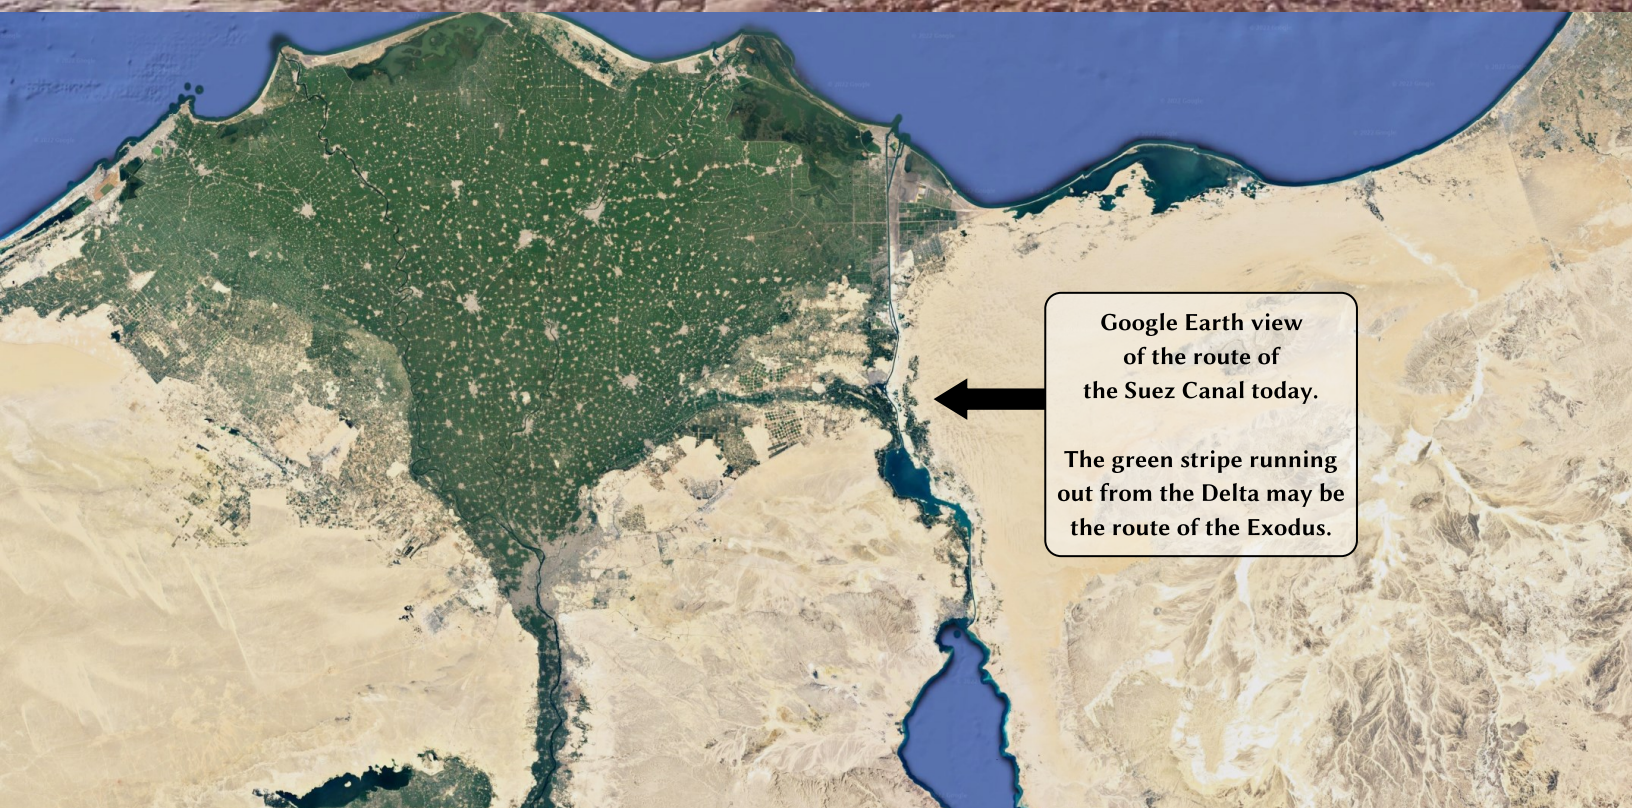 Google Earth view
of the route of
the Suez Canal today.
The green stripe running
out from the Delta may be
the route of the Exodus.